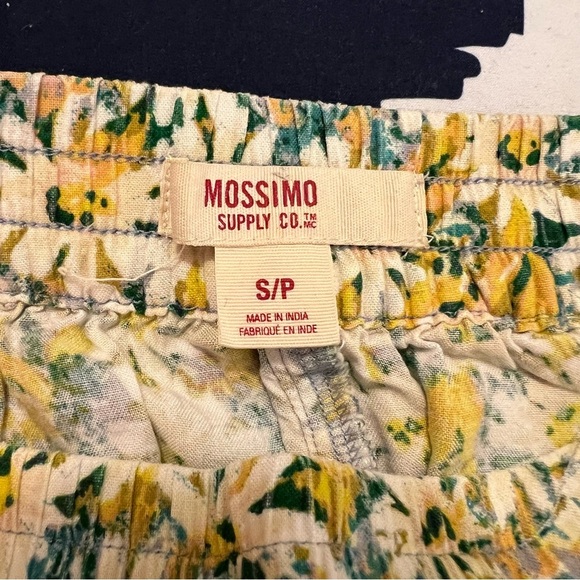 MOSSIMO
SUPPLY CO.™ MC
S/P
MADE IN INDIA
FABRIQUÉ EN INDE